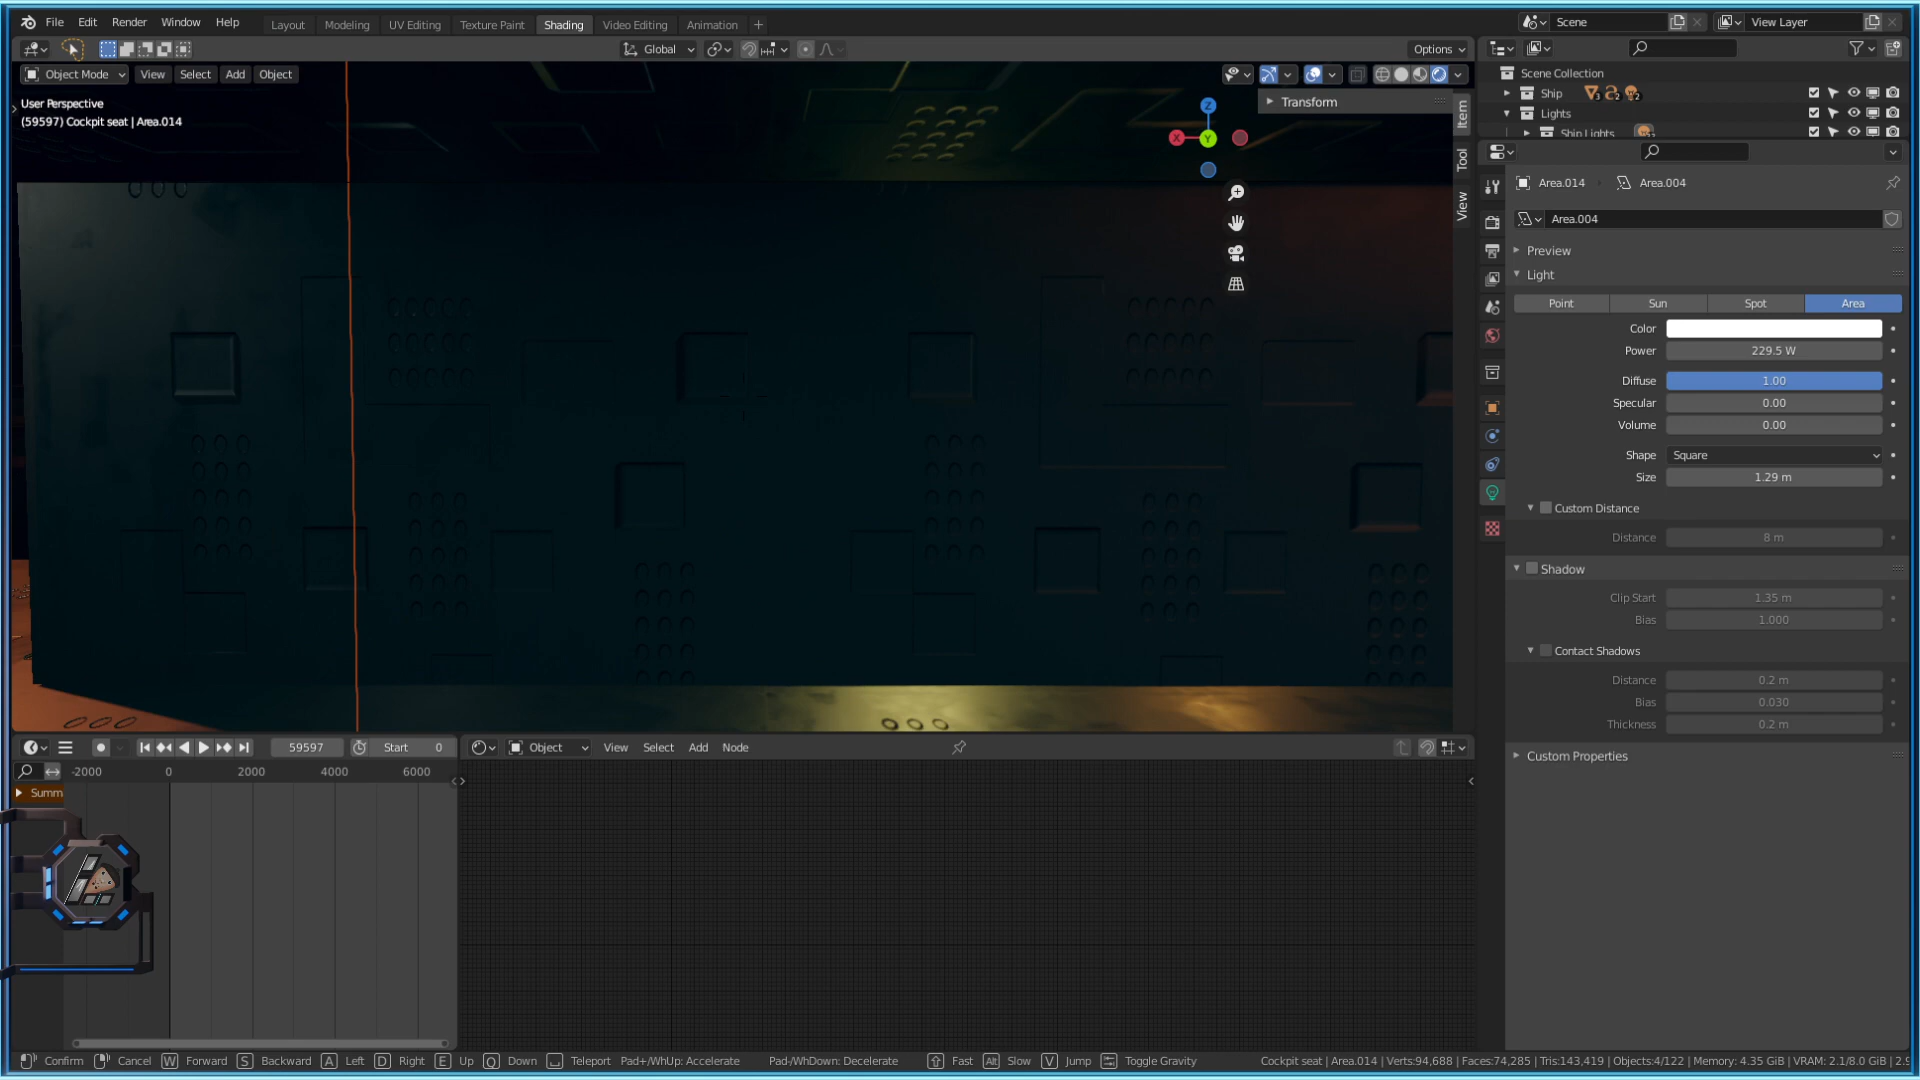 File Edit Render Window Help
Layout Modeling UV Editing Texture Paint Shading Video Editing Animation +
Scene View Layer
Global Options
Object Mode View Select Add Object
User Perspective
(59597) Cockpit seat | Area.014
Transform
Z
X
Y
Item
Tool
View
Scene Collection
Ship 3 2 2
Lights
Ship Lights
Area.014 Area.004
Area.004
Preview
Light
Point Sun Spot Area
Color
Power 229.5 W
Diffuse 1.00
Specular 0.00
Volume 0.00
Shape Square
Size 1.29 m
Custom Distance
Distance 8 m
Shadow
Clip Start 1.35 m
Bias 1.000
Contact Shadows
Distance 0.2 m
Bias 0.030
Thickness 0.2 m
Custom Properties
59597 Start 0
Object View Select Add Node
-2000 0 2000 4000 6000
Summ
Confirm Cancel W Forward S Backward A Left D Right E Up Q Down Teleport Pad+/WhUp: Accelerate Pad-/WhDown: Decelerate Fast Alt Slow V Jump Toggle Gravity
Cockpit seat | Area.014 | Verts:94,688 | Faces:74,285 | Tris:143,419 | Objects:4/122 | Memory: 4.35 GiB | VRAM: 2.1/8.0 GiB | 2.9